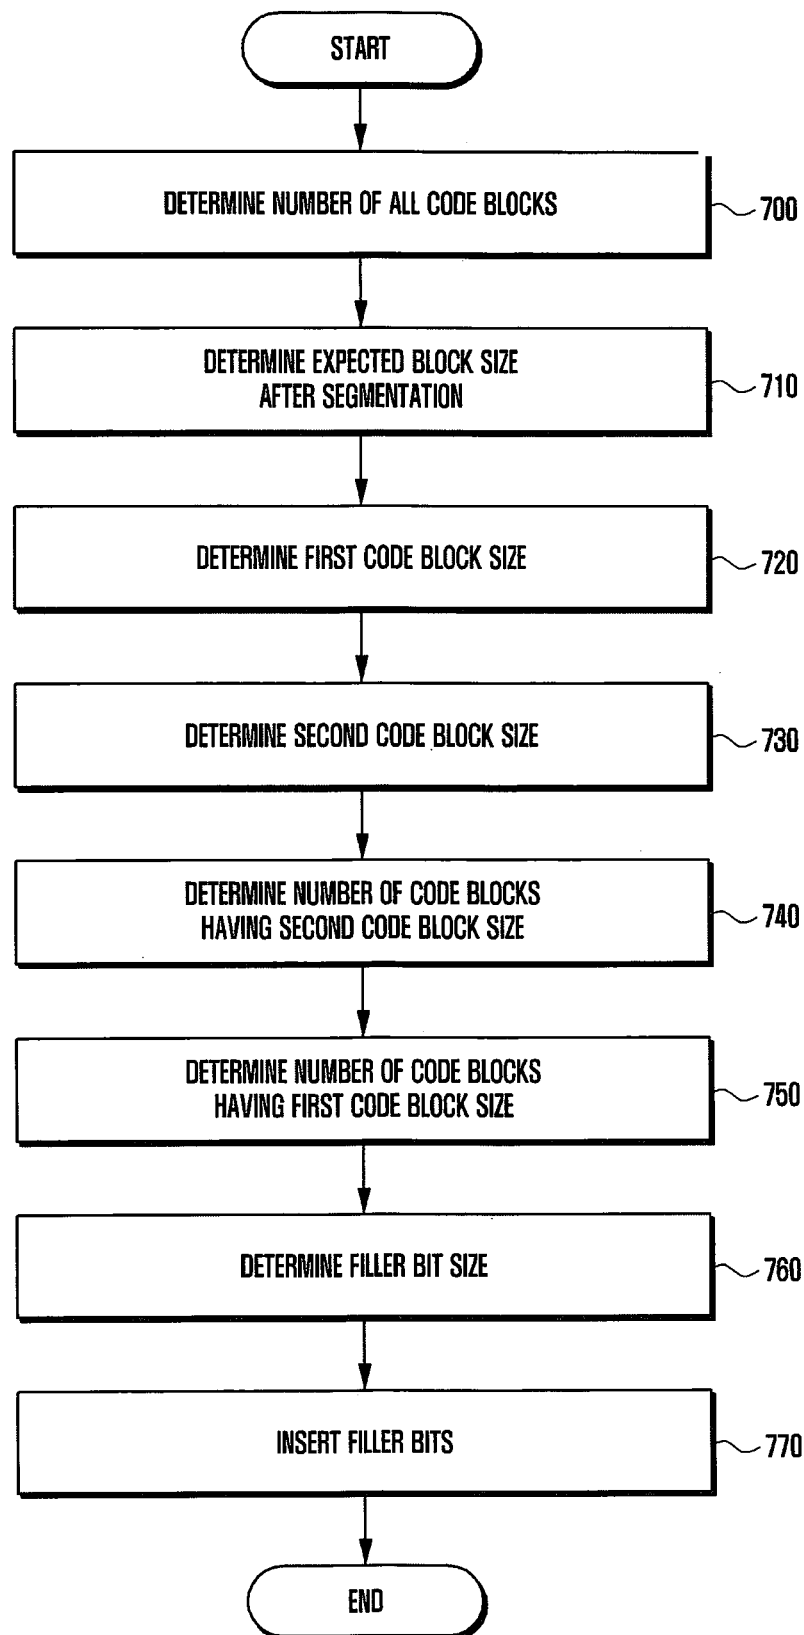 START
DETERMINE NUMBER OF ALL CODE BLOCKS
700
DETERMINE EXPECTED BLOCK SIZE
AFTER SEGMENTATION
710
DETERMINE FIRST CODE BLOCK SIZE
720
DETERMINE SECOND CODE BLOCK SIZE
730
DETERMINE NUMBER OF CODE BLOCKS
HAVING SECOND CODE BLOCK SIZE
740
DETERMINE NUMBER OF CODE BLOCKS
HAVING FIRST CODE BLOCK SIZE
750
DETERMINE FILLER BIT SIZE
760
INSERT FILLER BITS
770
END